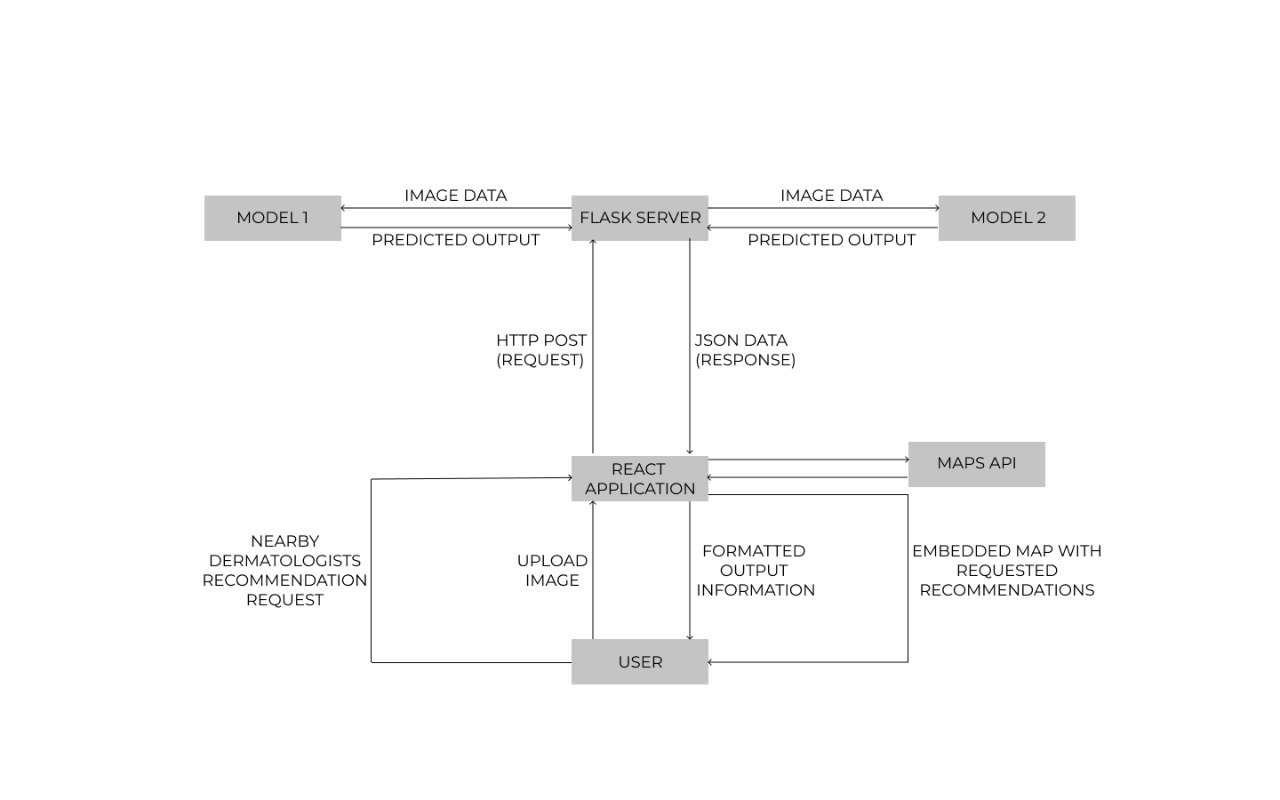 IMAGE DATA
IMAGE DATA
MODEL 1
FLASK SERVER
MODEL 2
PREDICTED OUTPUT
PREDICTED OUTPUT
HTTP POST
(REQUEST)
JSON DATA
(RESPONSE)
REACT
APPLICATION
MAPS API
NEARBY
DERMATOLOGISTS
RECOMMENDATION
REQUEST
UPLOAD
IMAGE
FORMATTED
OUTPUT
INFORMATION
EMBEDDED MAP WITH
REQUESTED
RECOMMENDATIONS
USER